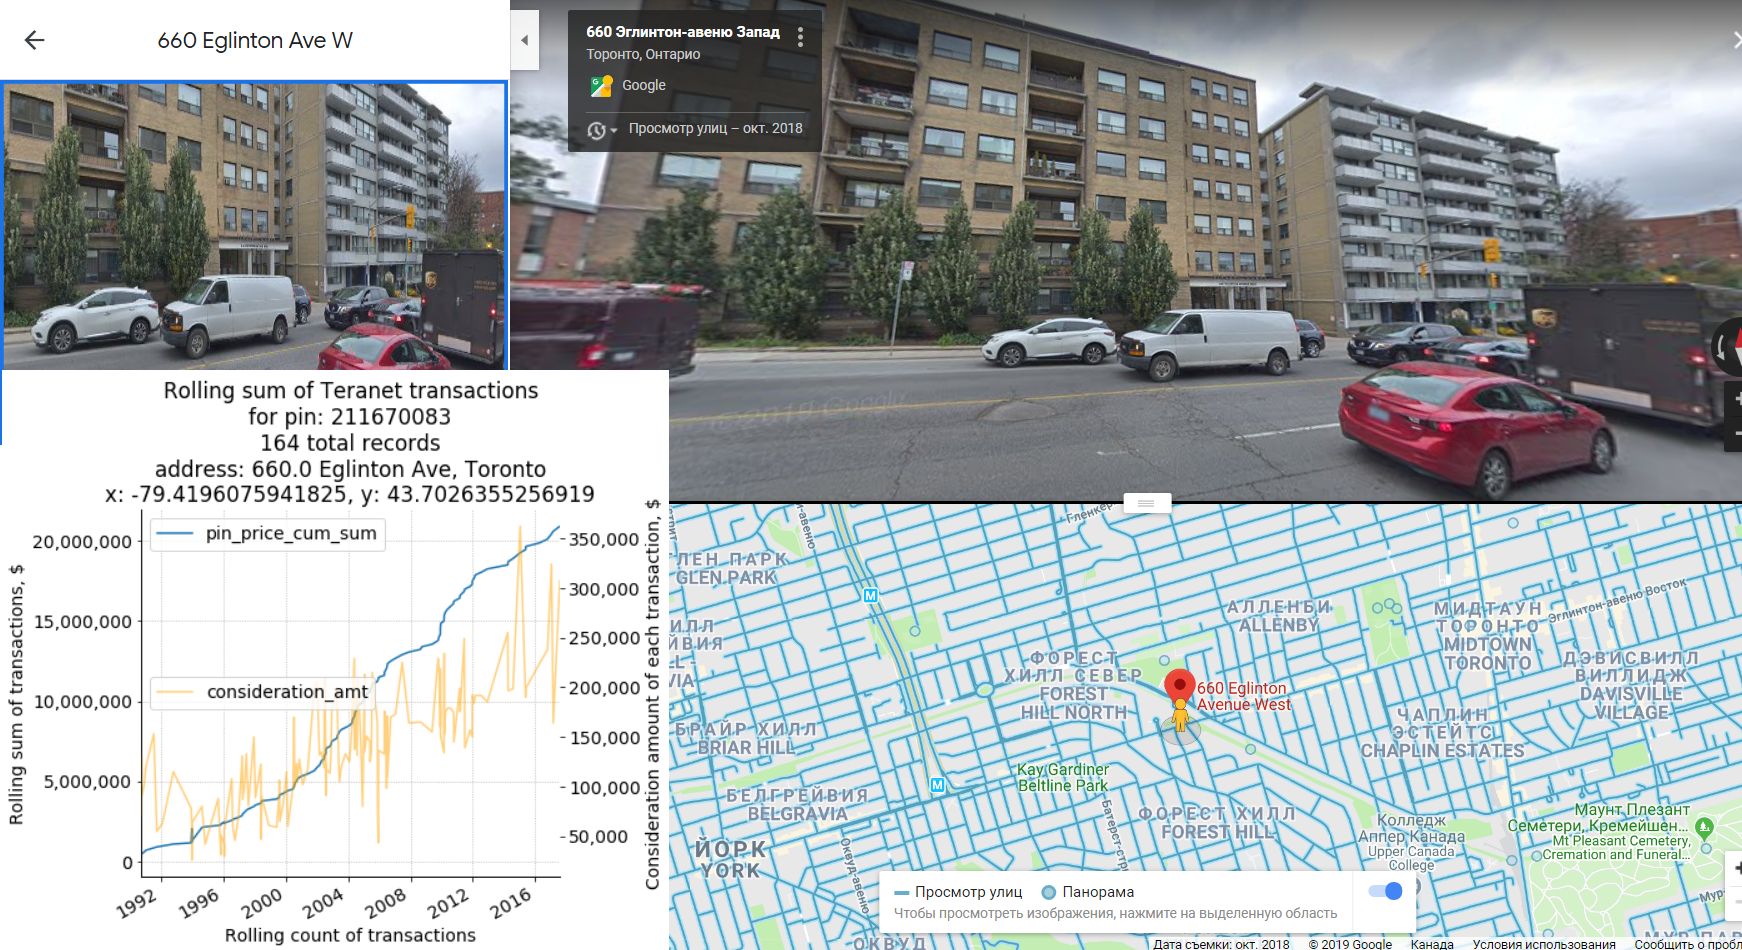 660 Eglinton Ave W
660 Эглинтон-авеню Запад
Торонто, Онтарио
Google
Просмотр улиц – окт. 2018
Rolling sum of Teranet transactions
for pin: 211670083
164 total records
address: 660.0 Eglinton Ave, Toronto
x: -79.4196075941825, y: 43.7026355256919
pin_price_cum_sum
consideration_amt
Rolling sum of transactions, $
20,000,000
15,000,000
10,000,000
5,000,000
0
350,000
300,000
250,000
200,000
150,000
100,000
50,000
Consideration amount of each transaction, $
1992
1996
2000
2004
2008
2012
2016
Rolling count of transactions
Гленкер
ЛЕН ПАРК
GLEN PARK
M
АЛЛЕНБИ
ALLENBY
Эглинтон-авеню Восток
МИДТАУН
ТОРОНТО
MIDTOWN
TORONTO
ДЭВИСВИЛЛ
ВИЛЛИДЖ
DAVISVILLE
VILLAGE
ФОРЕСТ
ХИЛЛ СЕВЕР
FOREST
HILL NORTH
660 Eglinton
Avenue West
ЧАПЛИН
ЭСТЕЙТС
CHAPLIN ESTATES
БРАЙР ХИЛЛ
BRIAR HILL
M
Kay Gardiner
Beltline Park
БЕЛГРЕЙВИЯ
BELGRAVIA
ФОРЕСТ ХИЛЛ
FOREST HILL
Колледж
Аппер Канада
Upper Canada
College
Маунт Плезант
Семетери, Кремейшен...
Mt Pleasant Cemetery,
Cremation and Funeral...
ЙОРК
YORK
Батерст-стр
Оквуд-авеню
ОКВУД
Просмотр улиц
Панорама
Чтобы просмотреть изображения, нажмите на выделенную область
Дата съемки: окт. 2018 © 2019 Google Канада Условия использования Сообщить о пробл